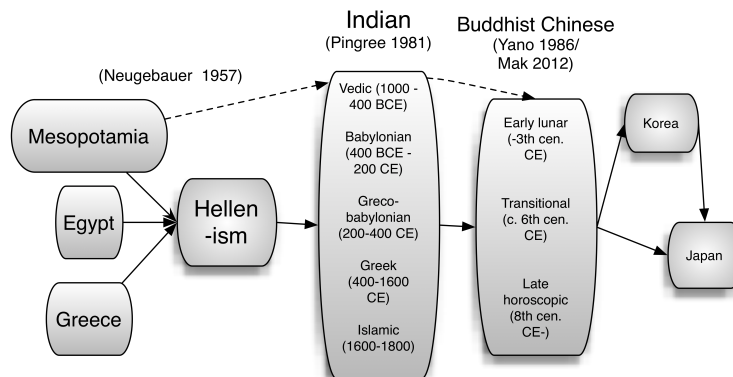 Indian
(Pingree 1981)
Buddhist Chinese
(Yano 1986/
Mak 2012)
(Neugebauer 1957)
Mesopotamia
Egypt
Greece
Hellen
-ism
Vedic (1000 -
400 BCE)
Babylonian
(400 BCE -
200 CE)
Greco-
babylonian
(200-400 CE)
Greek
(400-1600
CE)
Islamic
(1600-1800)
Early lunar
(-3th cen.
CE)
Transitional
(c. 6th cen.
CE)
Late
horoscopic
(8th cen.
CE-)
Korea
Japan